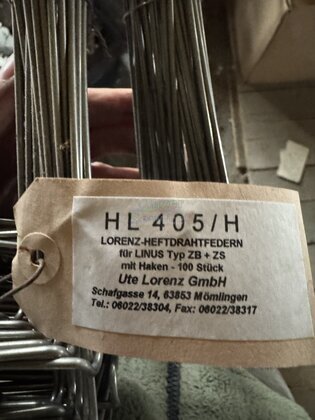 HL 405/H
LORENZ-HEFTDRAHTFEDERN
für LINUS Typ ZB + ZS
mit Haken - 100 Stück
Ute Lorenz GmbH
Schafgasse 14, 63853 Mömlingen
Tel.: 06022/38304, Fax: 06022/38317